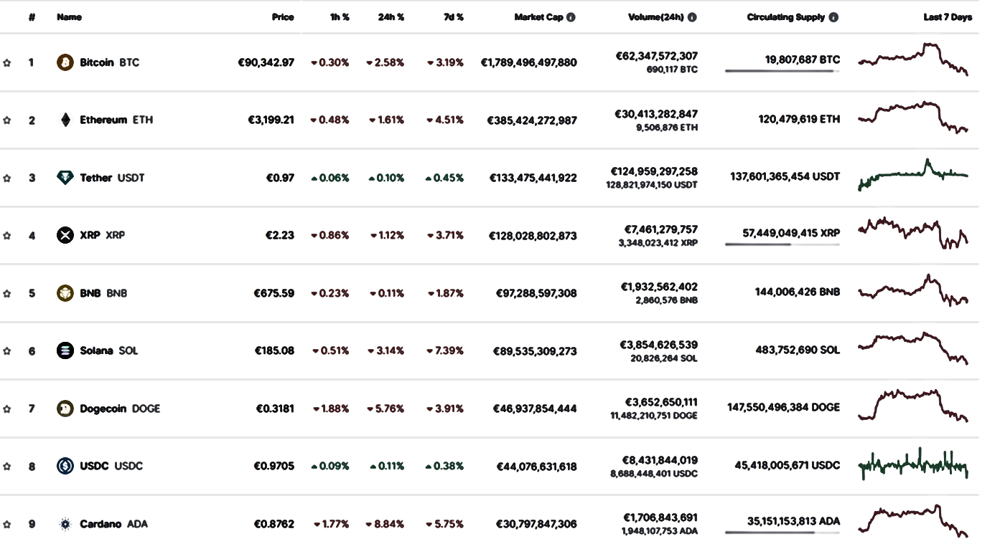 # Name Price 1h % 24h % 7d % Market Cap Volume(24h) Circulating Supply Last 7 Days
1 Bitcoin BTC €90,342.97 0.30% 2.58% 3.19% €1,789,496,497,880 €62,347,572,307 19,807,687 BTC
690,117 BTC
2 Ethereum ETH €3,199.21 0.48% 1.61% 4.51% €385,424,272,987 €30,413,282,847 120,479,619 ETH
9,506,876 ETH
3 Tether USDT €0.97 0.06% 0.10% 0.45% €133,475,441,922 €124,959,297,258 137,601,365,454 USDT
128,821,974,150 USDT
4 XRP XRP €2.23 0.86% 1.12% 3.71% €128,028,802,873 €7,461,279,757 57,449,049,415 XRP
3,348,023,412 XRP
5 BNB BNB €675.59 0.23% 0.11% 1.87% €97,288,597,308 €1,932,562,402 144,006,426 BNB
2,860,576 BNB
6 Solana SOL €185.08 0.51% 3.14% 7.39% €89,535,309,273 €3,854,626,539 483,752,690 SOL
20,826,264 SOL
7 Dogecoin DOGE €0.3181 1.88% 5.76% 3.91% €46,937,854,444 €3,652,650,111 147,550,496,384 DOGE
11,482,210,751 DOGE
8 USDC USDC €0.9705 0.09% 0.11% 0.38% €44,076,631,618 €8,431,844,019 45,418,005,671 USDC
8,688,448,401 USDC
9 Cardano ADA €0.8762 1.77% 8.84% 5.75% €30,797,847,306 €1,706,843,691 35,151,153,813 ADA
1,948,107,753 ADA